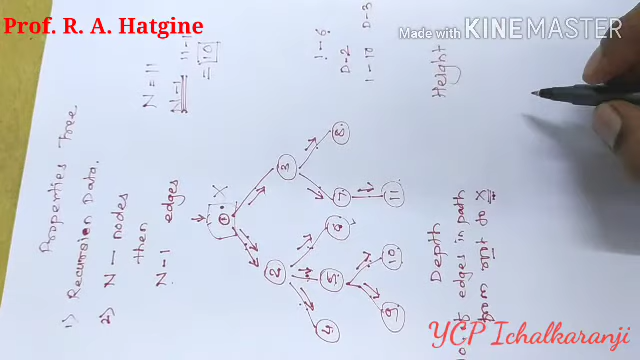 Prof. R. A. Hatgine
Made with KINEMASTER
Properties Tree
1) Recursion Data.
2) N - nodes
then
N-1 edges
N = 11
N-1 11-1
= 10
1
X
2
3
4
5
6
7
8
9
10
11
1-6
D-2
1-10 D-3
Depth
no of edges in path
from root to X
Height
YCP Ichalkaranji